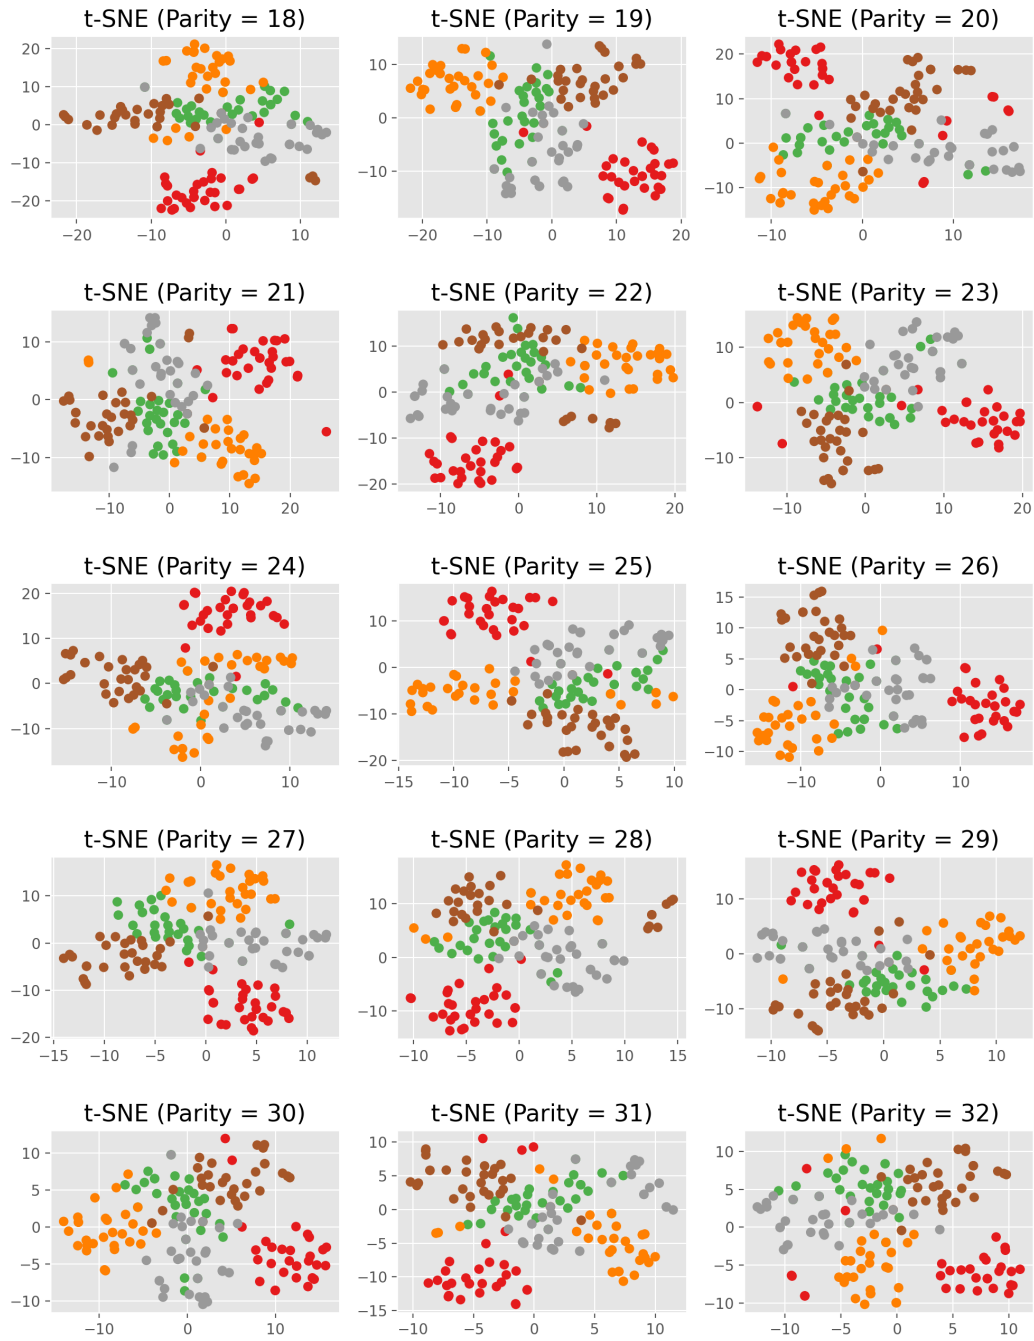 t-SNE (Parity = 18) t-SNE (Parity = 19) t-SNE (Parity = 20)
20 10 0 −10 −20
−20 −10 0 10
10 0 −10
−20 −10 0 10 20
20 10 0 −10
−10 0 10
t-SNE (Parity = 21) t-SNE (Parity = 22) t-SNE (Parity = 23)
10 0 −10
−10 0 10 20
10 0 −10 −20
−10 0 10 20
10 0 −10
−10 0 10 20
t-SNE (Parity = 24) t-SNE (Parity = 25) t-SNE (Parity = 26)
20 10 0 −10
−10 0 10
10 0 −10 −20
−15 −10 −5 0 5 10
15 10 5 0 −5 −10
−10 0 10
t-SNE (Parity = 27) t-SNE (Parity = 28) t-SNE (Parity = 29)
10 0 −10 −20
−15 −10 −5 0 5 10
10 0 −10
−10 −5 0 5 10 15
10 0 −10
−10 −5 0 5 10
t-SNE (Parity = 30) t-SNE (Parity = 31) t-SNE (Parity = 32)
10 5 0 −5 −10
−10 0 10
10 5 0 −5 −10 −15
−10 −5 0 5 10
10 5 0 −5 −10
−10 −5 0 5 10